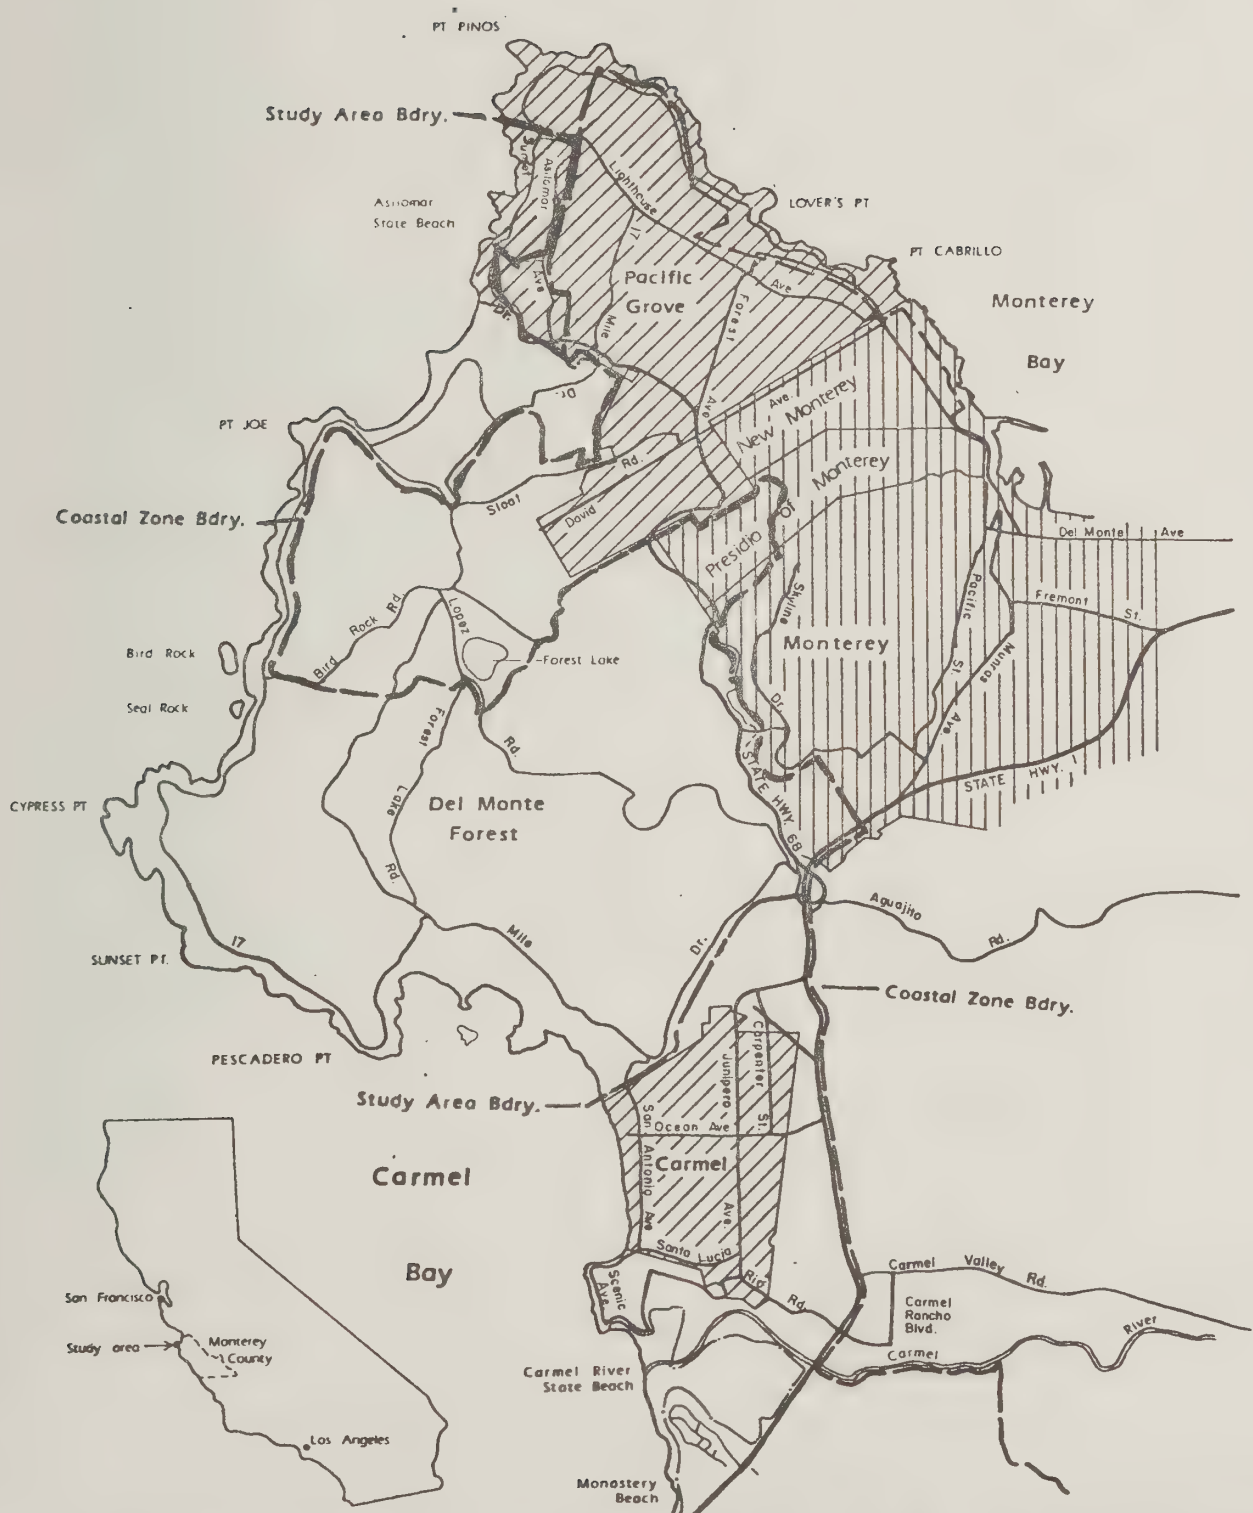 PT PINOS
Study Area Bdry.
Sunset
Asilomar
Lighthouse
Asilomar
State Beach
LOVER'S PT
PT CABRILLO
17
Pacific
Grove
Ave
Ave
Monterey
Bay
Dr.
Mile
Forest
Ave
Ave.
New Monterey
Dr.
PT JOE
Rd.
Monterey
Sloat
David
Coastal Zone Bdry.
of
Presidio
Del Monte Ave
Skyline
Pacific
Fremont
St.
Bird Rock Rd.
Lopez
Monterey
Munras
Bird Rock
Forest Lake
St.
Seal Rock
Dr.
Ave
Forest
Rd.
STATE HWY. 68
STATE HWY. 1
CYPRESS PT
Lake
Del Monte
Forest
Rd.
Aguajito
Rd.
17
Mile
Dr.
SUNSET PT.
Coastal Zone Bdry.
Carpenter
PESCADERO PT
Junipero
Study Area Bdry.
St.
San Antonio Ave
Ocean Ave
Carmel
Carmel
Ave.
Santa Lucia
Bay
Scenic
Ave.
Rio
Rd.
Carmel Valley Rd.
San Francisco
Carmel
Rancho
Blvd.
River
Study area
Monterey
County
Carmel
Carmel River
State Beach
Los Angeles
Monastery
Beach